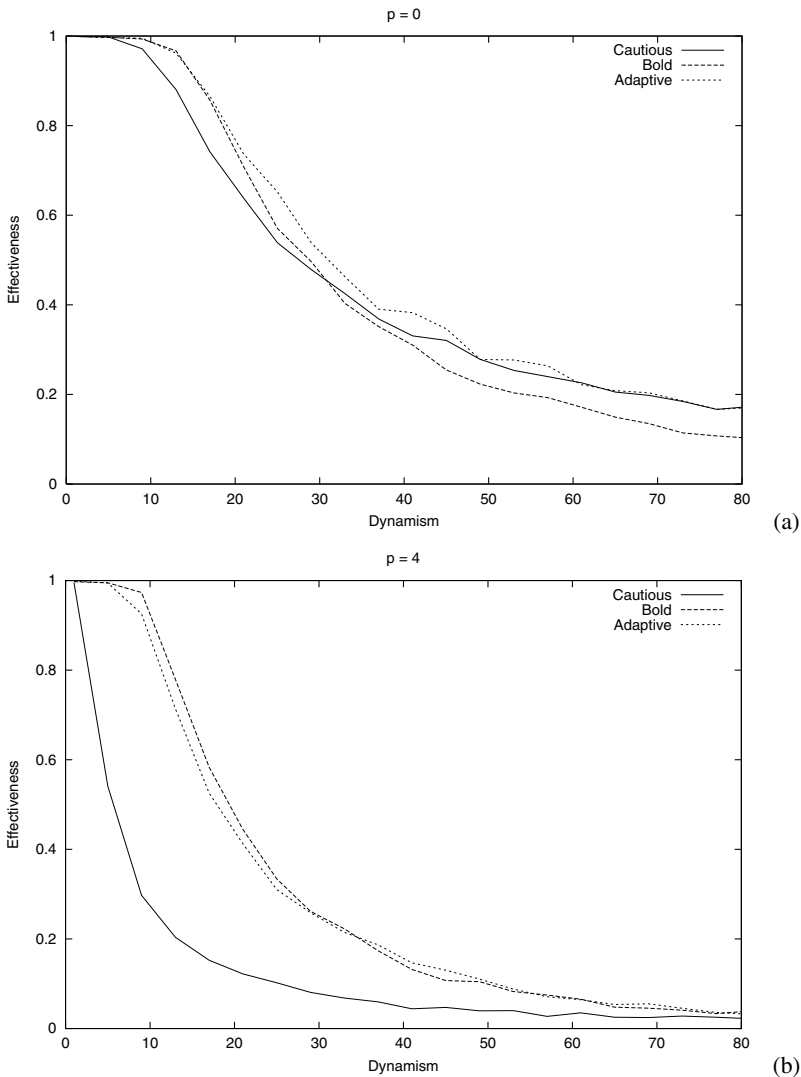 p = 0
1
0.8
0.6
0.4
0.2
0
Effectiveness
Cautious
Bold
Adaptive
0 10 20 30 40 50 60 70 80
Dynamism
(a)
p = 4
1
0.8
0.6
0.4
0.2
0
Effectiveness
Cautious
Bold
Adaptive
0 10 20 30 40 50 60 70 80
Dynamism
(b)